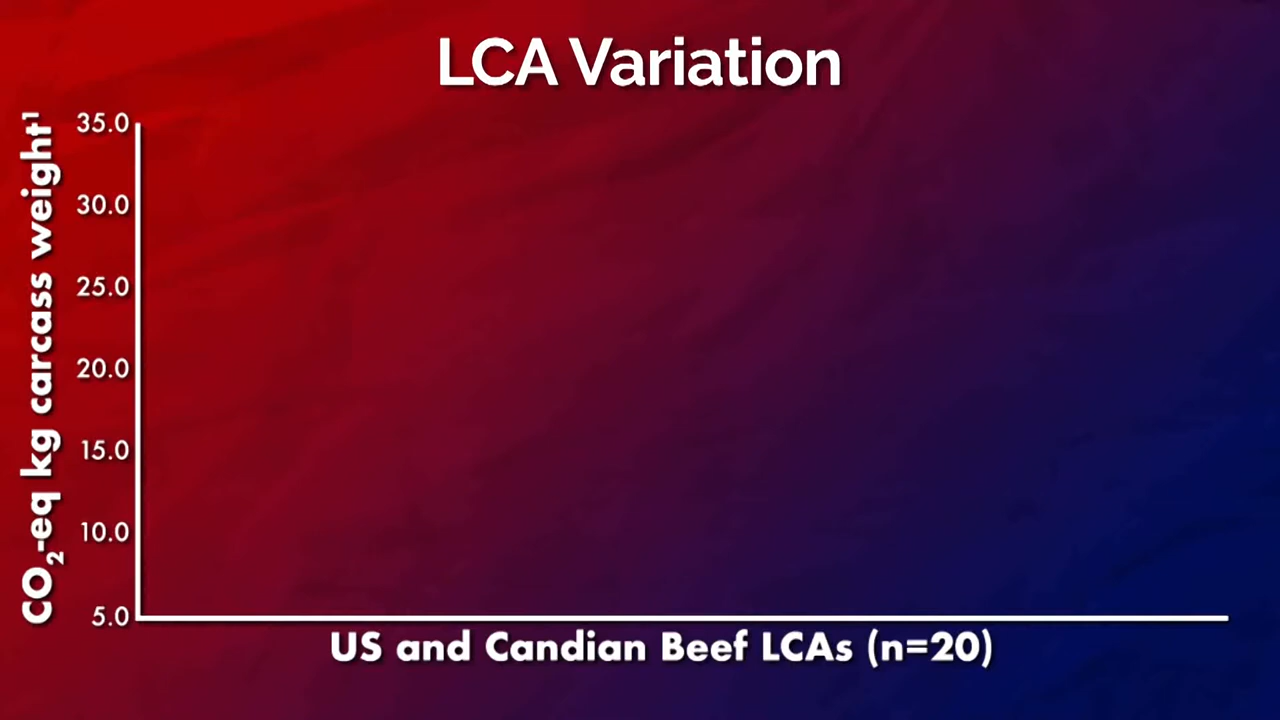 LCA Variation
CO₂-eq kg carcass weight¹
35.0
30.0
25.0
20.0
15.0
10.0
5.0
US and Candian Beef LCAs (n=20)